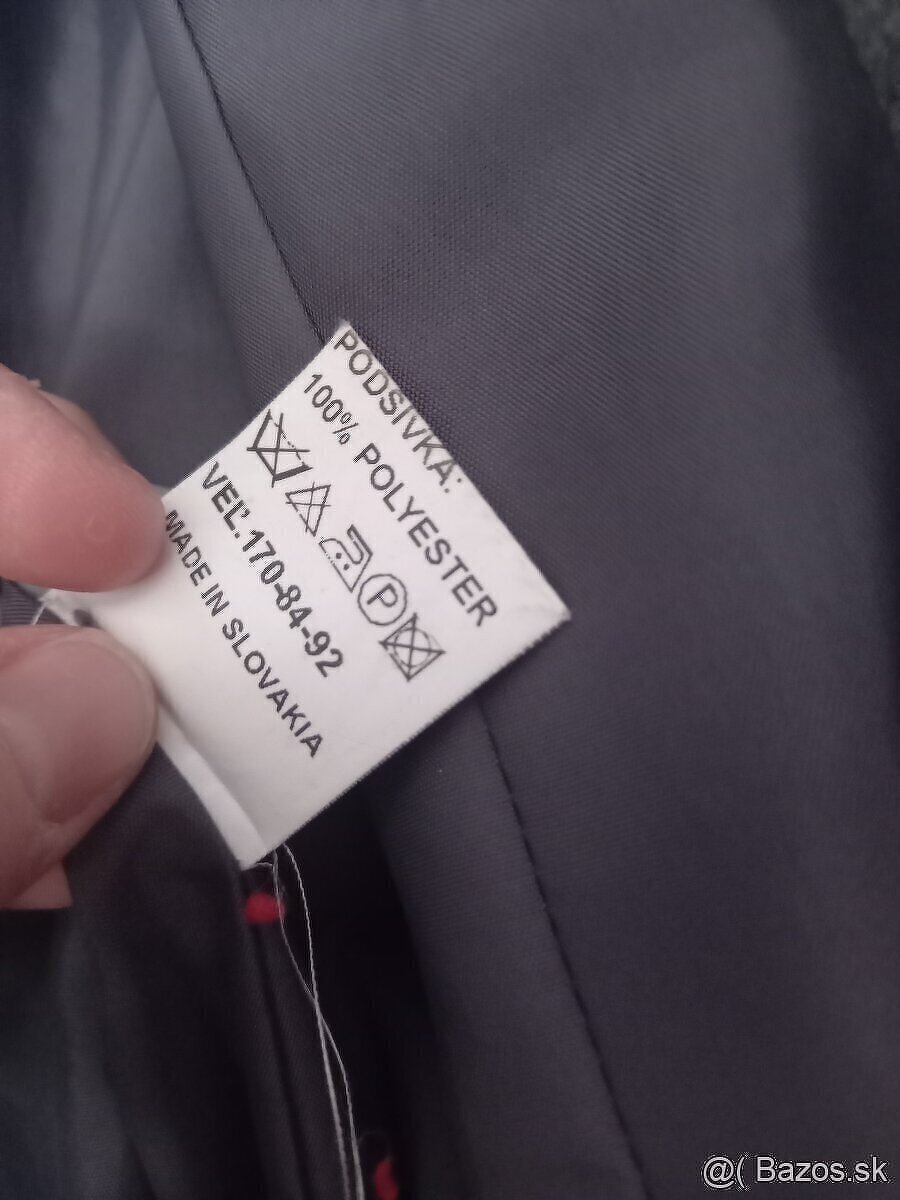 PODSÍVKA:
100% POLYESTER
P
VEĽ.170-84-92
MADE IN SLOVAKIA
@( Bazos.sk